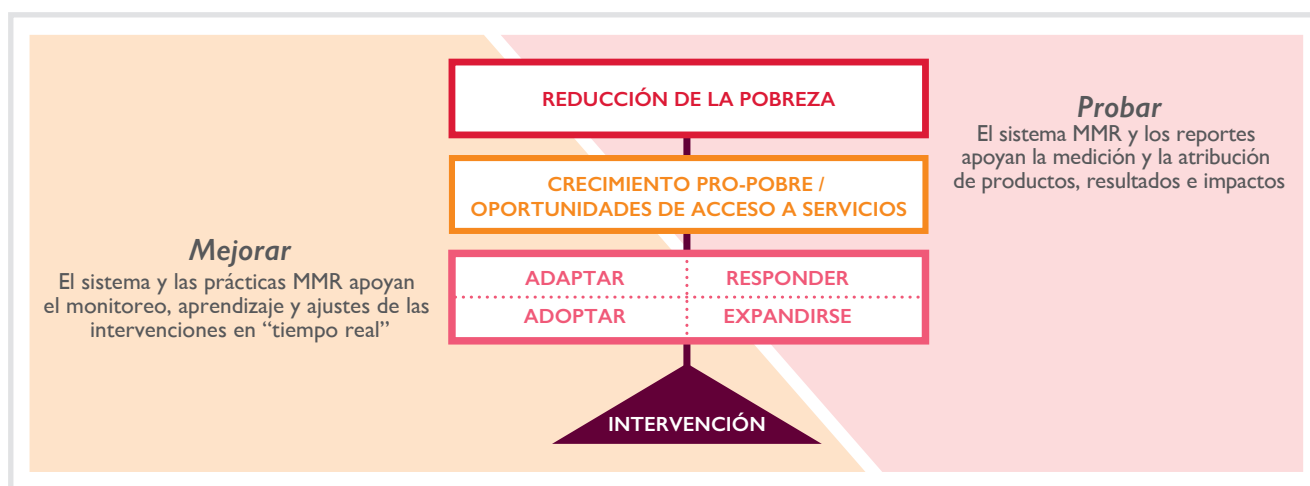 REDUCCIÓN DE LA POBREZA
Probar
El sistema MMR y los reportes
apoyan la medición y la atribución
de productos, resultados e impactos
CRECIMIENTO PRO-POBRE /
OPORTUNIDADES DE ACCESO A SERVICIOS
Mejorar
El sistema y las prácticas MMR apoyan
el monitoreo, aprendizaje y ajustes de las
intervenciones en “tiempo real”
ADAPTAR
RESPONDER
ADOPTAR
EXPANDIRSE
INTERVENCIÓN